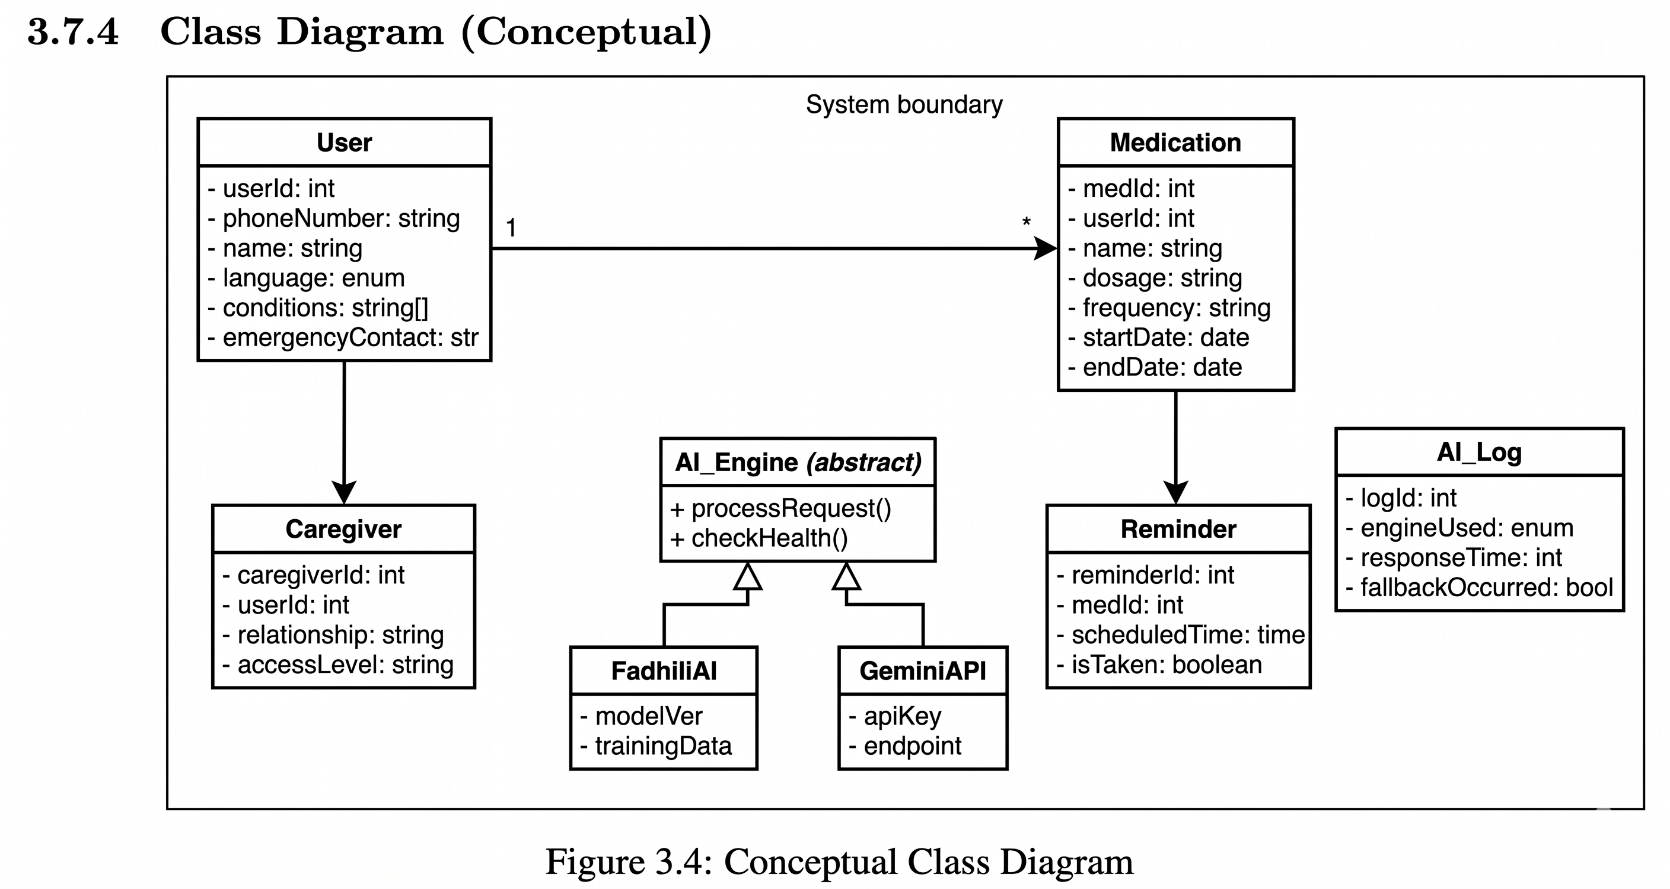 3.7.4 Class Diagram (Conceptual)
System boundary
User
- userId: int
- phoneNumber: string
- name: string
- language: enum
- conditions: string[]
- emergencyContact: str
1
*
Medication
- medId: int
- userId: int
- name: string
- dosage: string
- frequency: string
- startDate: date
- endDate: date
Caregiver
- caregiverId: int
- userId: int
- relationship: string
- accessLevel: string
AI_Engine (abstract)
+ processRequest()
+ checkHealth()
FadhiliAI
- modelVer
- trainingData
GeminiAPI
- apiKey
- endpoint
Reminder
- reminderId: int
- medId: int
- scheduledTime: time
- isTaken: boolean
AI_Log
- logId: int
- engineUsed: enum
- responseTime: int
- fallbackOccurred: bool
Figure 3.4: Conceptual Class Diagram